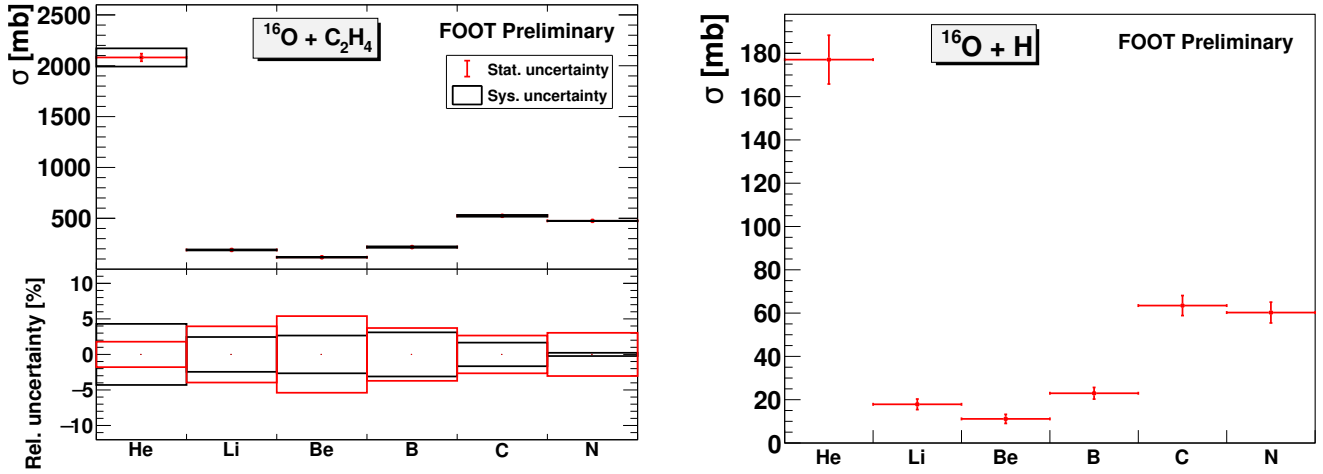 ¹⁶O + C₂H₄
FOOT Preliminary
Stat. uncertainty
Sys. uncertainty
σ [mb]
2500
2000
1500
1000
500
Rel. uncertainty [%]
10
5
0
−5
−10
He Li Be B C N
¹⁶O + H
FOOT Preliminary
σ [mb]
180
160
140
120
100
80
60
40
20
0
He Li Be B C N